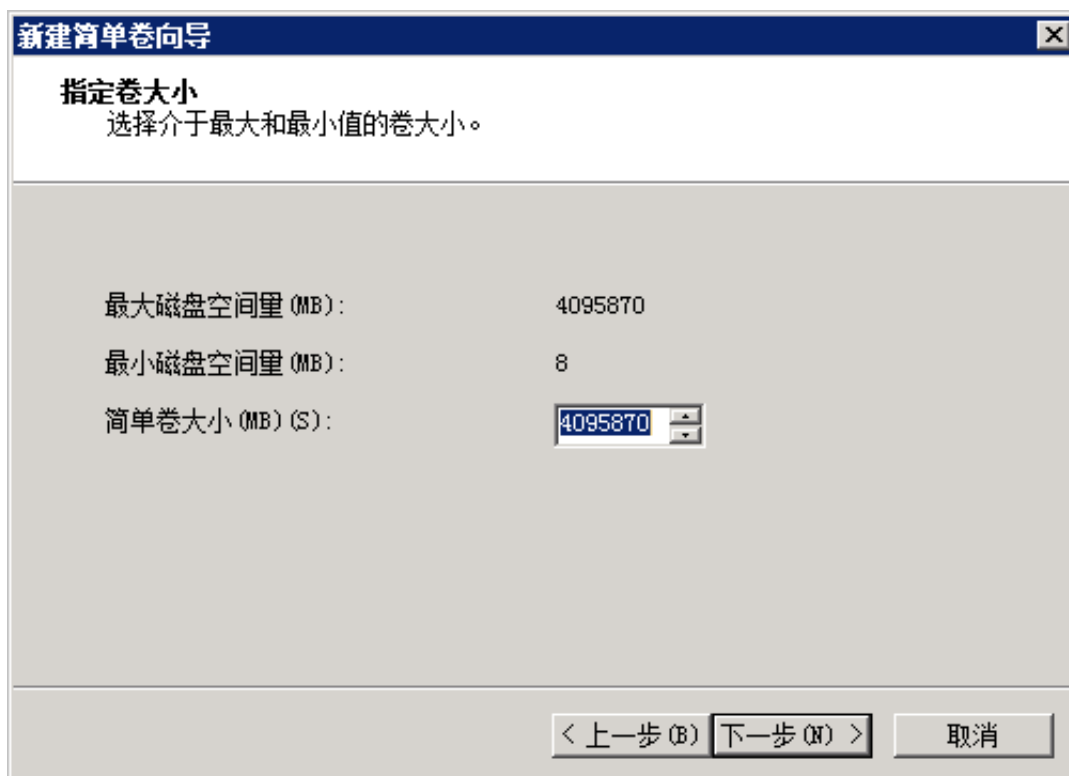 新建简单卷向导
指定卷大小
选择介于最大和最小值的卷大小。
最大磁盘空间量(MB): 4095870
最小磁盘空间量(MB): 8
简单卷大小(MB)(S): 4095870
< 上一步(B) 下一步(N) > 取消